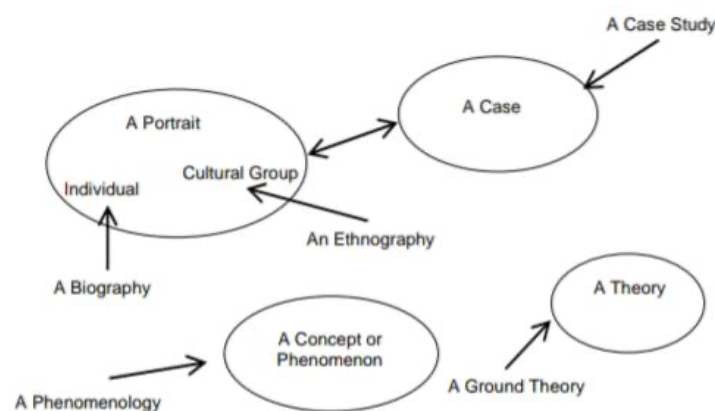 A Case Study
A Portrait
A Case
Cultural Group
Individual
An Ethnography
A Biography
A Theory
A Concept or
Phenomenon
A Ground Theory
A Phenomenology